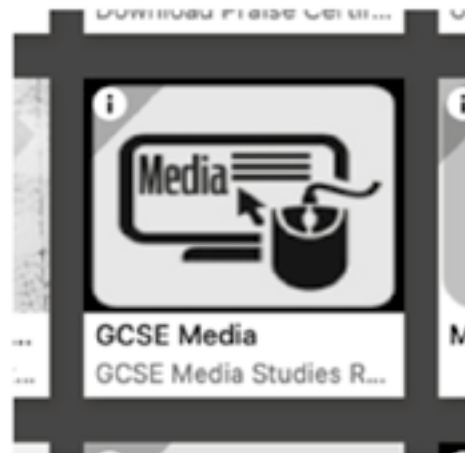 Download Praise Certif...
Media
GCSE Media
GCSE Media Studies R...